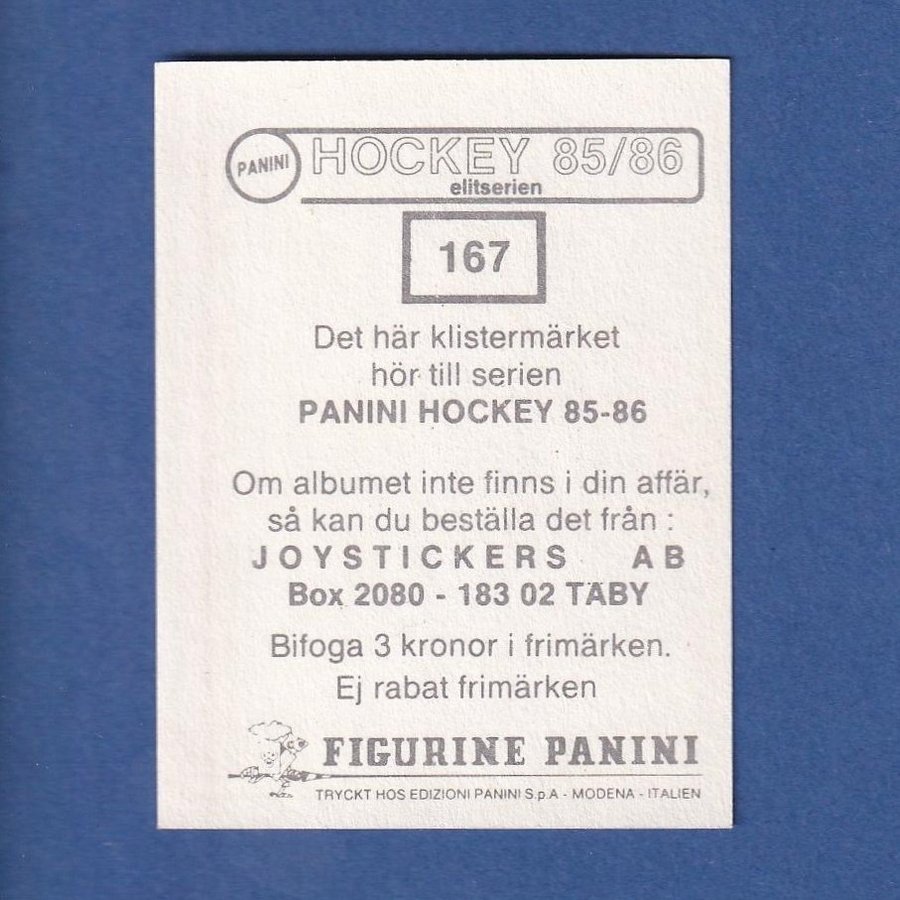 PANINI HOCKEY 85/86
elitserien
167
Det här klistermärket
hör till serien
PANINI HOCKEY 85-86
Om albumet inte finns i din affär,
så kan du beställa det från :
JOYSTICKERS AB
Box 2080 - 183 02 TÄBY
Bifoga 3 kronor i frimärken.
Ej rabat frimärken
FIGURINE PANINI
TRYCKT HOS EDIZIONI PANINI S.p.A - MODENA - ITALIEN